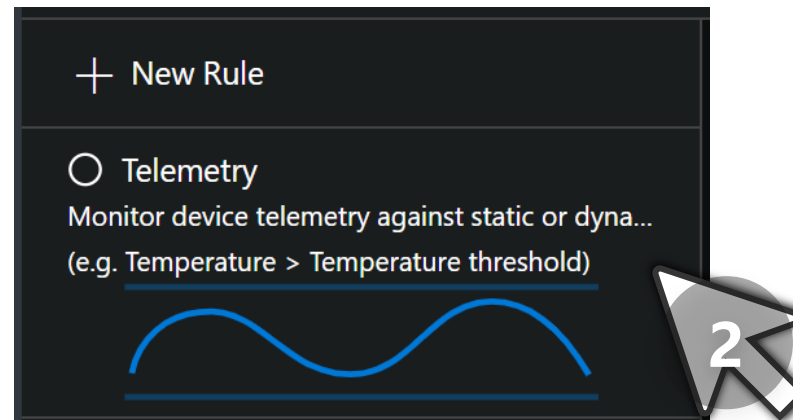 New Rule
Telemetry
Monitor device telemetry against static or dyna...
(e.g. Temperature > Temperature threshold)
2